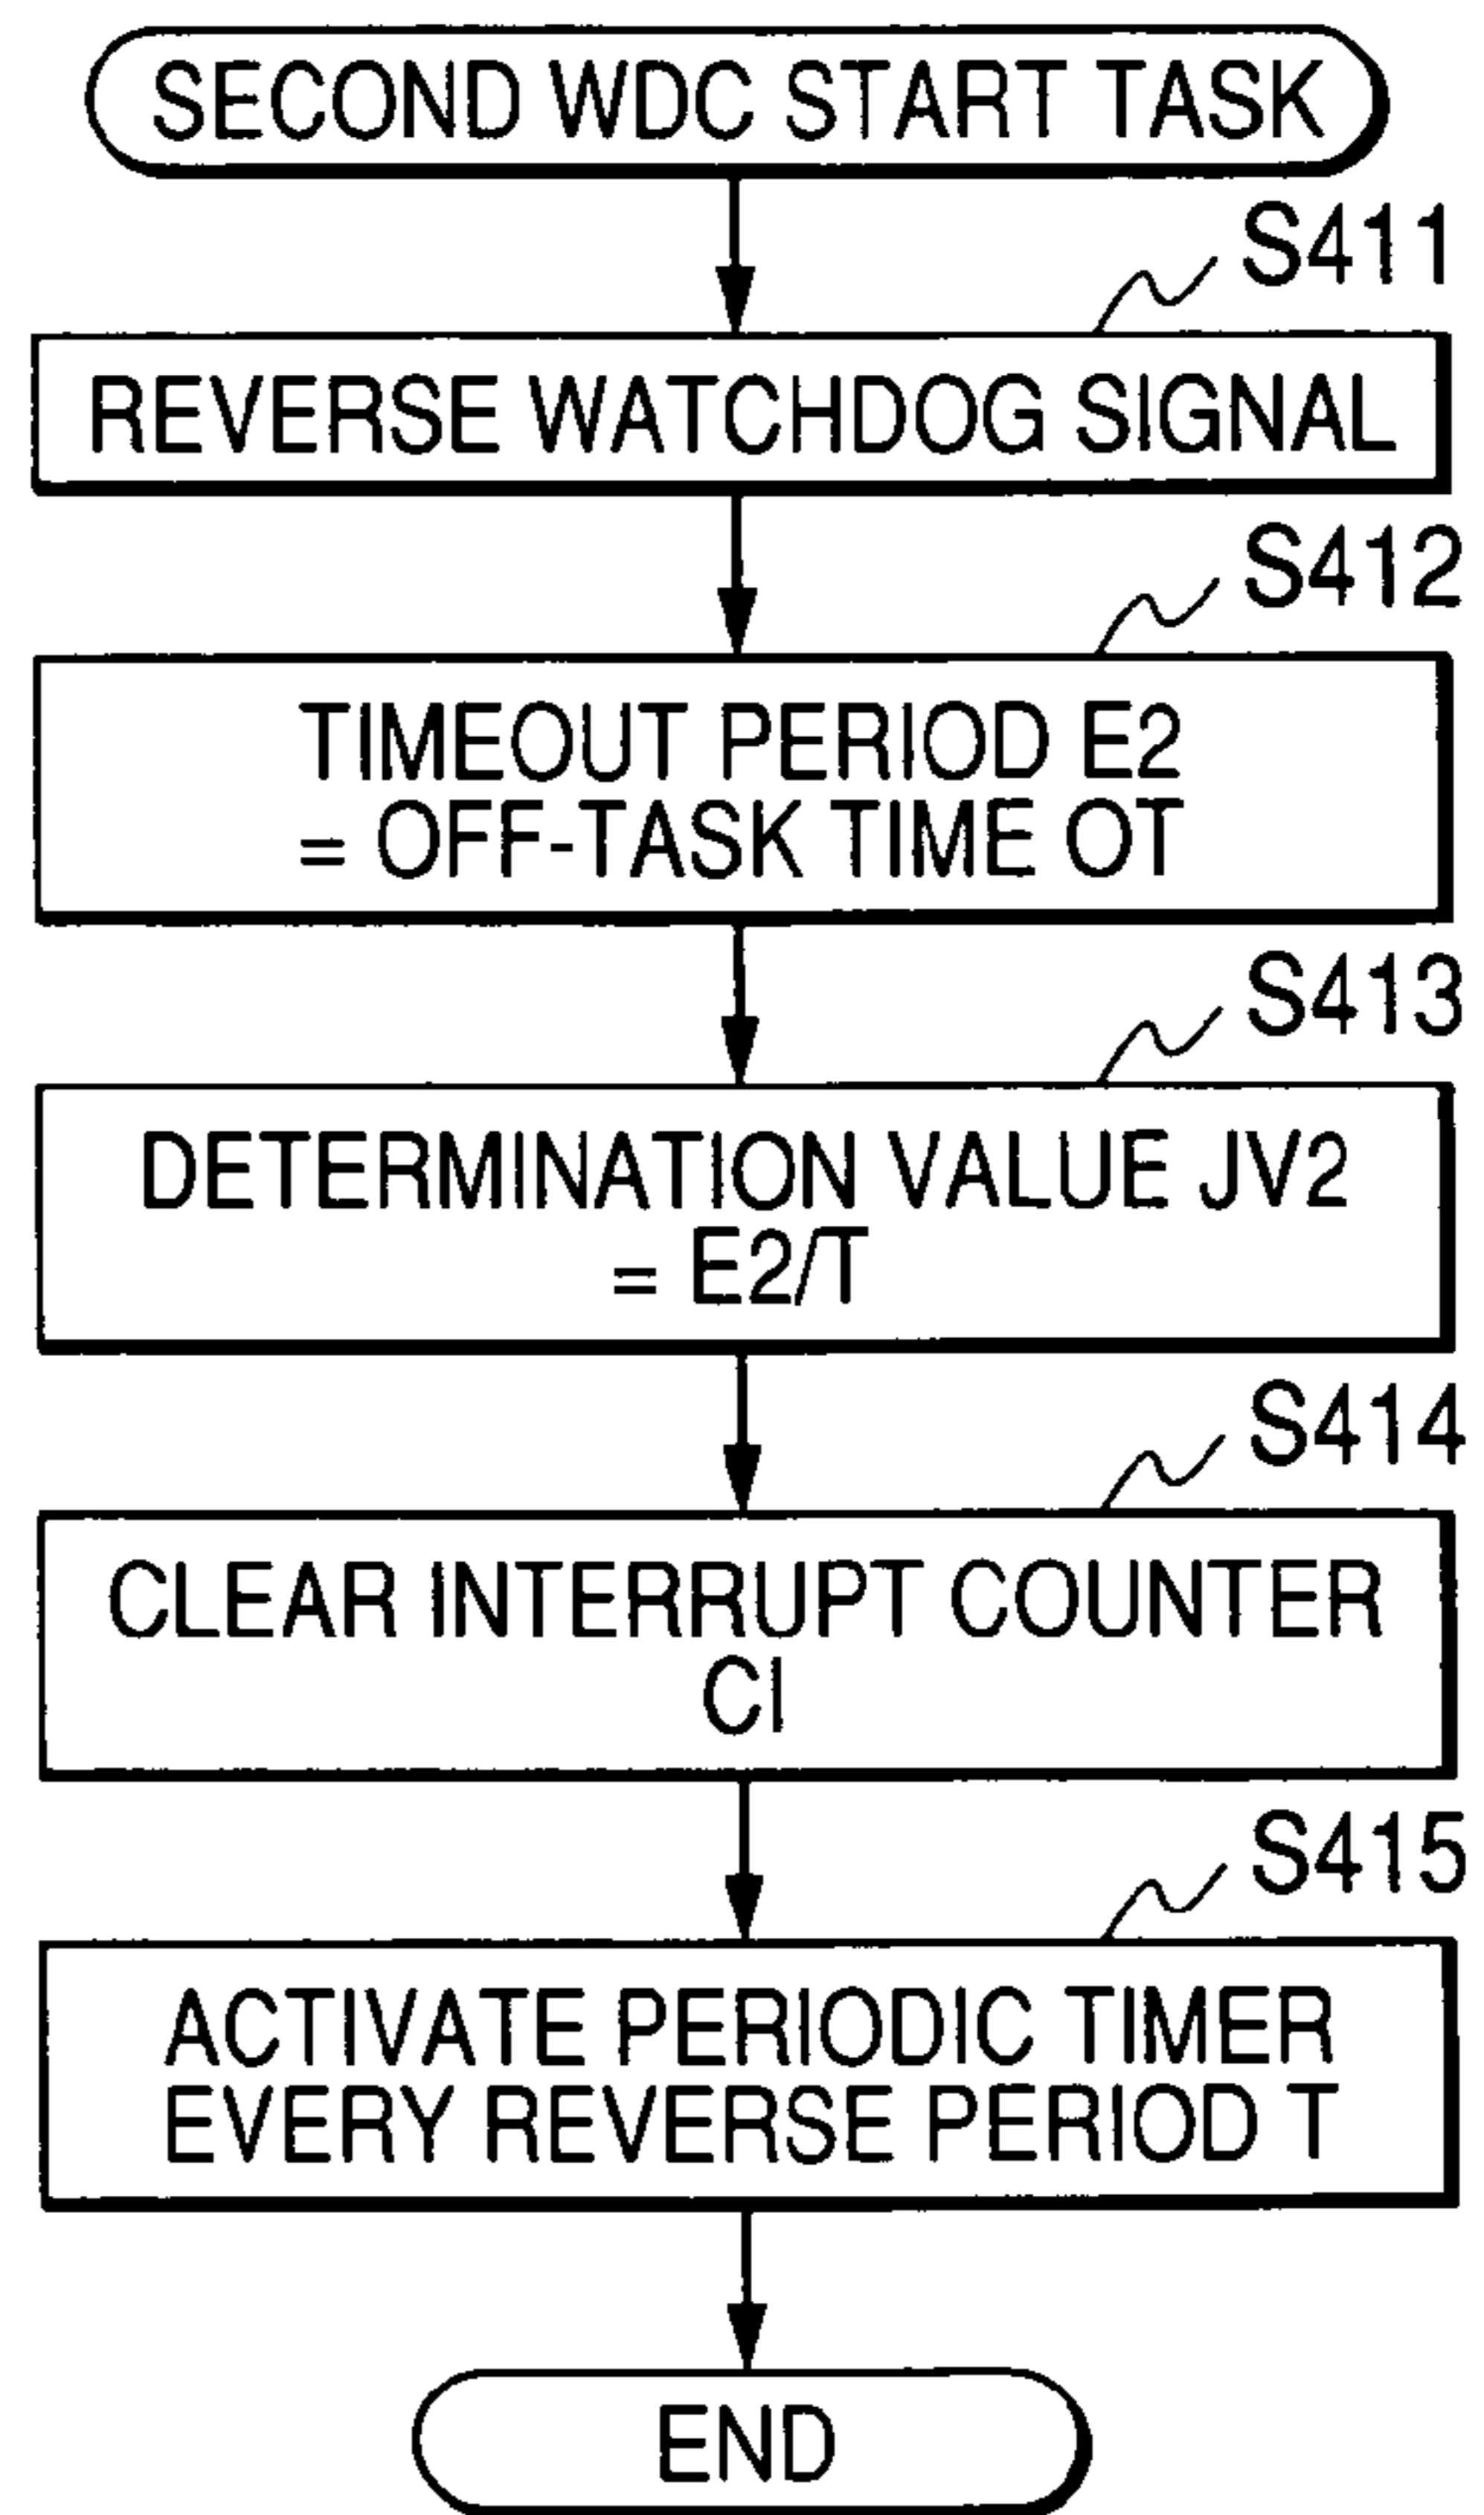 SECOND WDC START TASK
S411
REVERSE WATCHDOG SIGNAL
S412
TIMEOUT PERIOD E2
= OFF-TASK TIME OT
S413
DETERMINATION VALUE JV2
= E2/T
S414
CLEAR INTERRUPT COUNTER
CI
S415
ACTIVATE PERIODIC TIMER
EVERY REVERSE PERIOD T
END